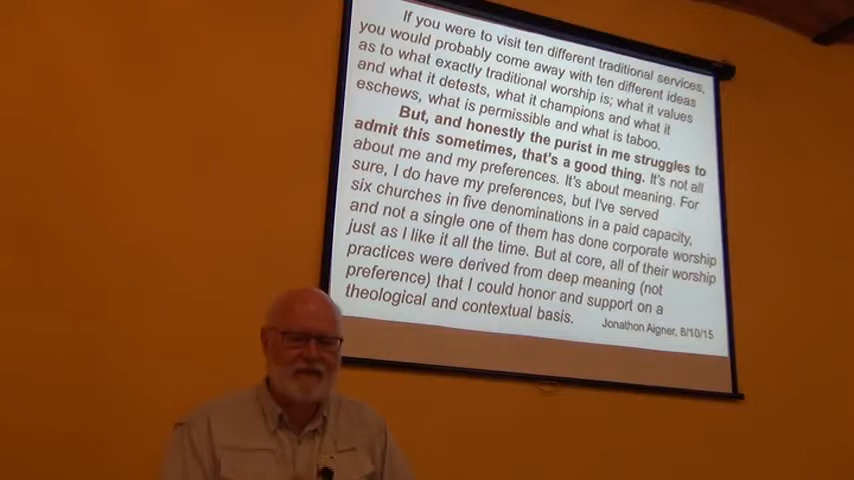 If you were to visit ten different traditional services,
you would probably come away with ten different ideas
as to what exactly traditional worship is; what it values
and what it detests, what it champions and what it
eschews, what is permissible and what is taboo.
But, and honestly the purist in me struggles to
admit this sometimes, that's a good thing. It's not all
about me and my preferences. It's about meaning. For
sure, I do have my preferences, but I've served
six churches in five denominations in a paid capacity,
and not a single one of them has done corporate worship
just as I like it all the time. But at core, all of their worship
practices were derived from deep meaning (not
preference) that I could honor and support on a
theological and contextual basis.
Jonathon Aigner, 8/10/15